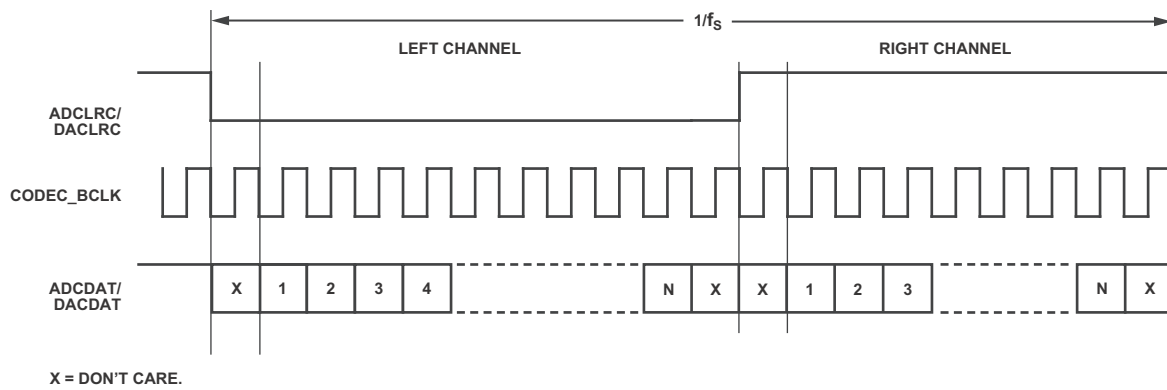 1/fS
LEFT CHANNEL
RIGHT CHANNEL
ADCLRC/
DACLRC
CODEC_BCLK
ADCDAT/
DACDAT
X 1 2 3 4 N X X 1 2 3 N X
X = DON'T CARE.